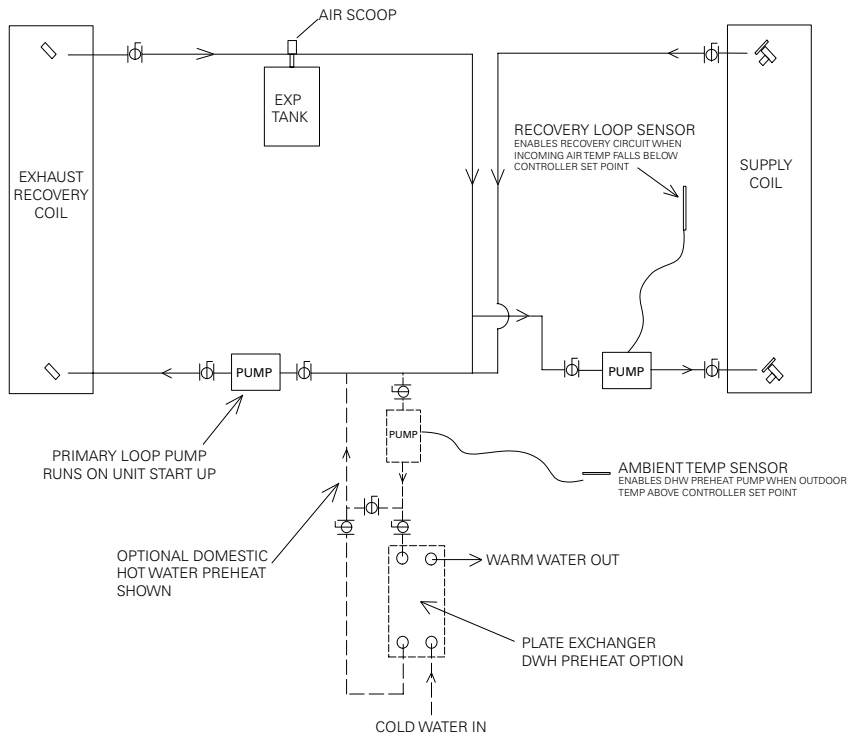 AIR SCOOP
EXP
TANK
EXHAUST
RECOVERY
COIL
RECOVERY LOOP SENSOR
ENABLES RECOVERY CIRCUIT WHEN
INCOMING AIR TEMP FALLS BELOW
CONTROLLER SET POINT
SUPPLY
COIL
PUMP
PUMP
PRIMARY LOOP PUMP
RUNS ON UNIT START UP
PUMP
AMBIENT TEMP SENSOR
ENABLES DHW PREHEAT PUMP WHEN OUTDOOR
TEMP ABOVE CONTROLLER SET POINT
OPTIONAL DOMESTIC
HOT WATER PREHEAT
SHOWN
WARM WATER OUT
PLATE EXCHANGER
DWH PREHEAT OPTION
COLD WATER IN